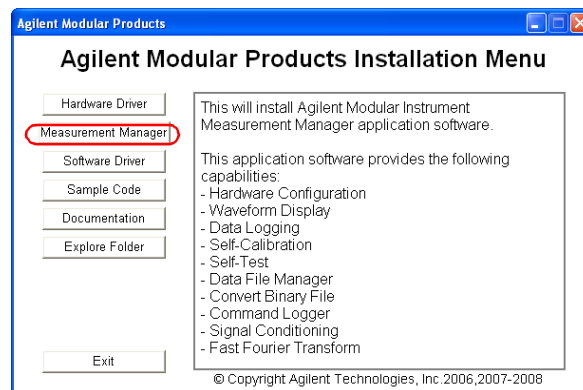 Agilent Modular Products
Agilent Modular Products Installation Menu
Hardware Driver
Measurement Manager
Software Driver
Sample Code
Documentation
Explore Folder
Exit
This will install Agilent Modular Instrument
Measurement Manager application software.
This application software provides the following
capabilities:
- Hardware Configuration
- Waveform Display
- Data Logging
- Self-Calibration
- Self-Test
- Data File Manager
- Convert Binary File
- Command Logger
- Signal Conditioning
- Fast Fourier Transform
© Copyright Agilent Technologies, Inc.2006,2007-2008